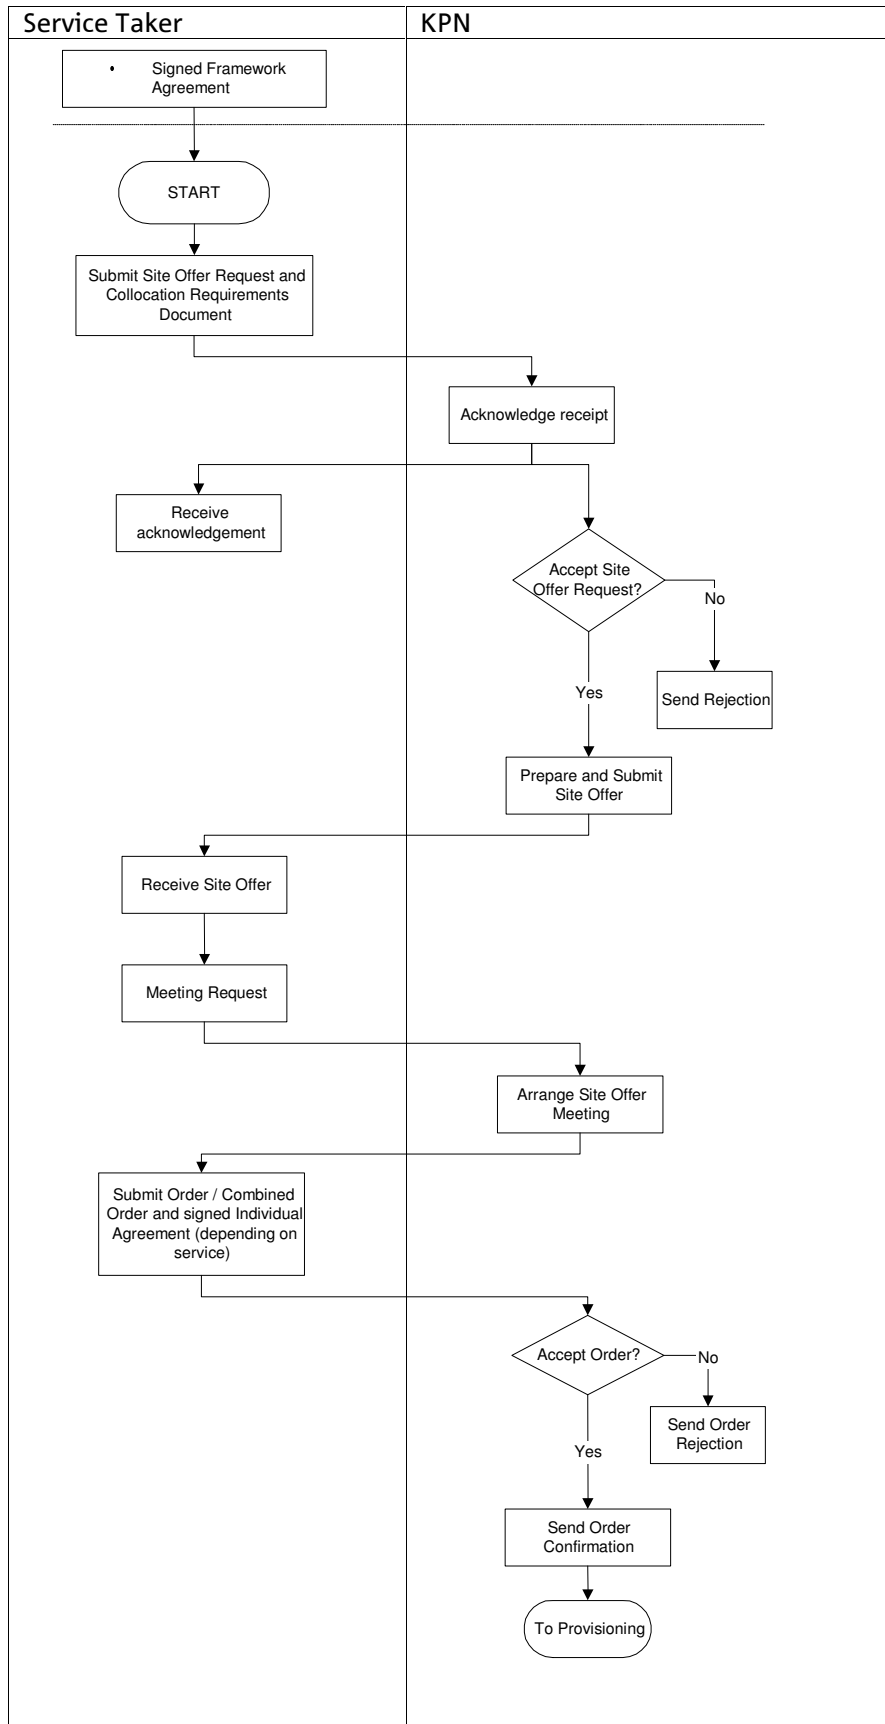 Service Taker
KPN
• Signed Framework
Agreement
START
Submit Site Offer Request and
Collocation Requirements
Document
Acknowledge receipt
Receive
acknowledgement
Accept Site
Offer Request?
No
Yes
Send Rejection
Prepare and Submit
Site Offer
Receive Site Offer
Meeting Request
Arrange Site Offer
Meeting
Submit Order / Combined
Order and signed Individual
Agreement (depending on
service)
Accept Order?
No
Send Order
Rejection
Yes
Send Order
Confirmation
To Provisioning